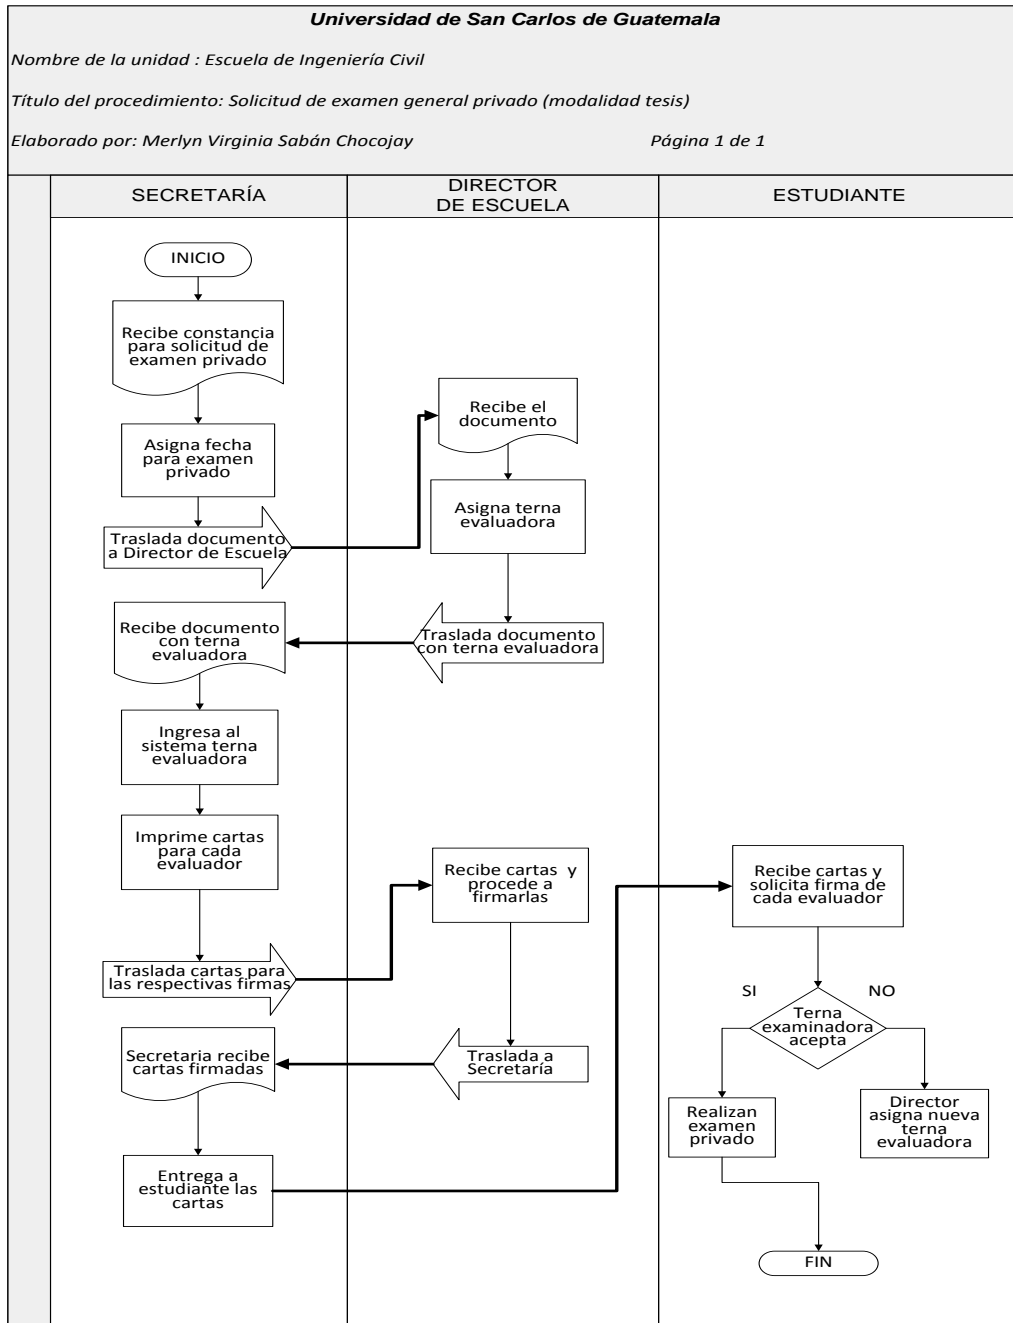 Universidad de San Carlos de Guatemala
Nombre de la unidad : Escuela de Ingeniería Civil
Título del procedimiento: Solicitud de examen general privado (modalidad tesis)
Elaborado por: Merlyn Virginia Sabán Chocojay Página 1 de 1
SECRETARÍA
DIRECTOR
DE ESCUELA
ESTUDIANTE
INICIO
Recibe constancia
para solicitud de
examen privado
Asigna fecha
para examen
privado
Traslada documento
a Director de Escuela
Recibe el
documento
Asigna terna
evaluadora
Traslada documento
con terna evaluadora
Recibe documento
con terna
evaluadora
Ingresa al
sistema terna
evaluadora
Imprime cartas
para cada
evaluador
Traslada cartas para
las respectivas firmas
Recibe cartas y
procede a
firmarlas
Traslada a
Secretaría
Secretaria recibe
cartas firmadas
Entrega a
estudiante las
cartas
Recibe cartas y
solicita firma de
cada evaluador
SI
NO
Terna
examinadora
acepta
Realizan
examen
privado
Director
asigna nueva
terna
evaluadora
FIN